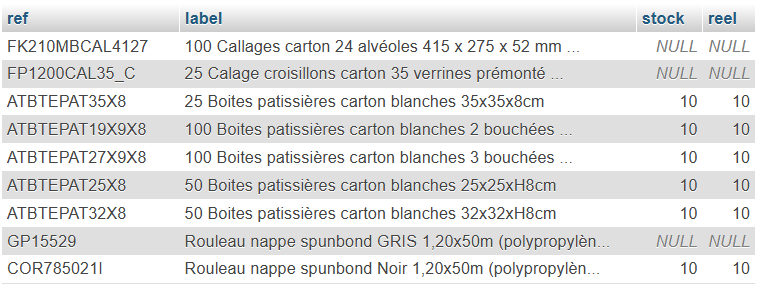 ref label stock reel
FK210MBCAL4127 100 Callages carton 24 alvéoles 415 x 275 x 52 mm ... NULL NULL
FP1200CAL35_C 25 Calage croisillons carton 35 verrines prémonté ... NULL NULL
ATBTEPAT35X8 25 Boites patissières carton blanches 35x35x8cm 10 10
ATBTEPAT19X9X8 100 Boites patissières carton blanches 2 bouchées ... 10 10
ATBTEPAT27X9X8 100 Boites patissières carton blanches 3 bouchées ... 10 10
ATBTEPAT25X8 50 Boites patissières carton blanches 25x25xH8cm 10 10
ATBTEPAT32X8 50 Boites patissières carton blanches 32x32xH8cm 10 10
GP15529 Rouleau nappe spunbond GRIS 1,20x50m (polypropylèn... NULL NULL
COR785021I Rouleau nappe spunbond Noir 1,20x50m (polypropylèn... 10 10